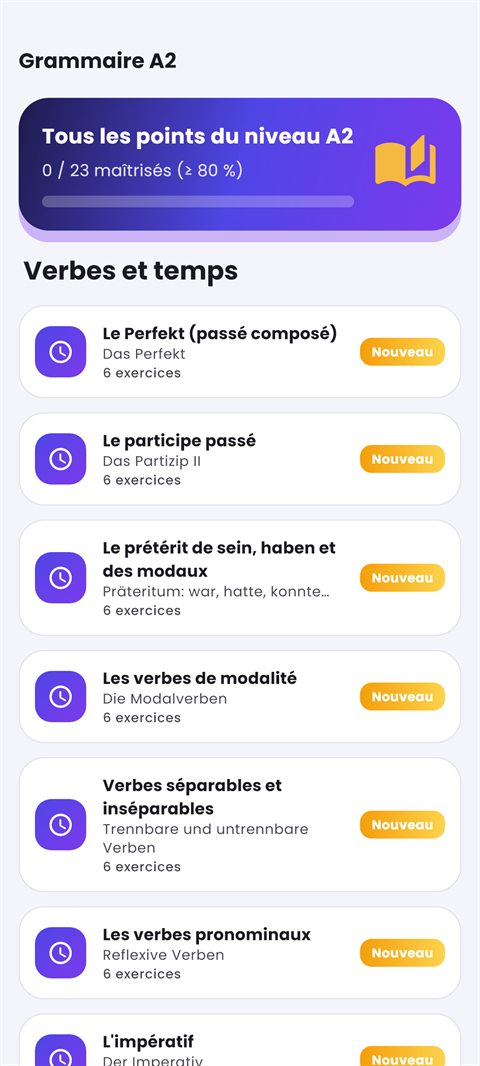 Grammaire A2
Tous les points du niveau A2
0 / 23 maîtrisés (≥ 80 %)
Verbes et temps
Le Perfekt (passé composé)
Das Perfekt
6 exercices
Nouveau
Le participe passé
Das Partizip II
6 exercices
Nouveau
Le prétérit de sein, haben et
des modaux
Präteritum: war, hatte, konnte…
6 exercices
Nouveau
Les verbes de modalité
Die Modalverben
6 exercices
Nouveau
Verbes séparables et
inséparables
Trennbare und untrennbare
Verben
6 exercices
Nouveau
Les verbes pronominaux
Reflexive Verben
6 exercices
Nouveau
L'impératif
Der Imperativ
Nouveau